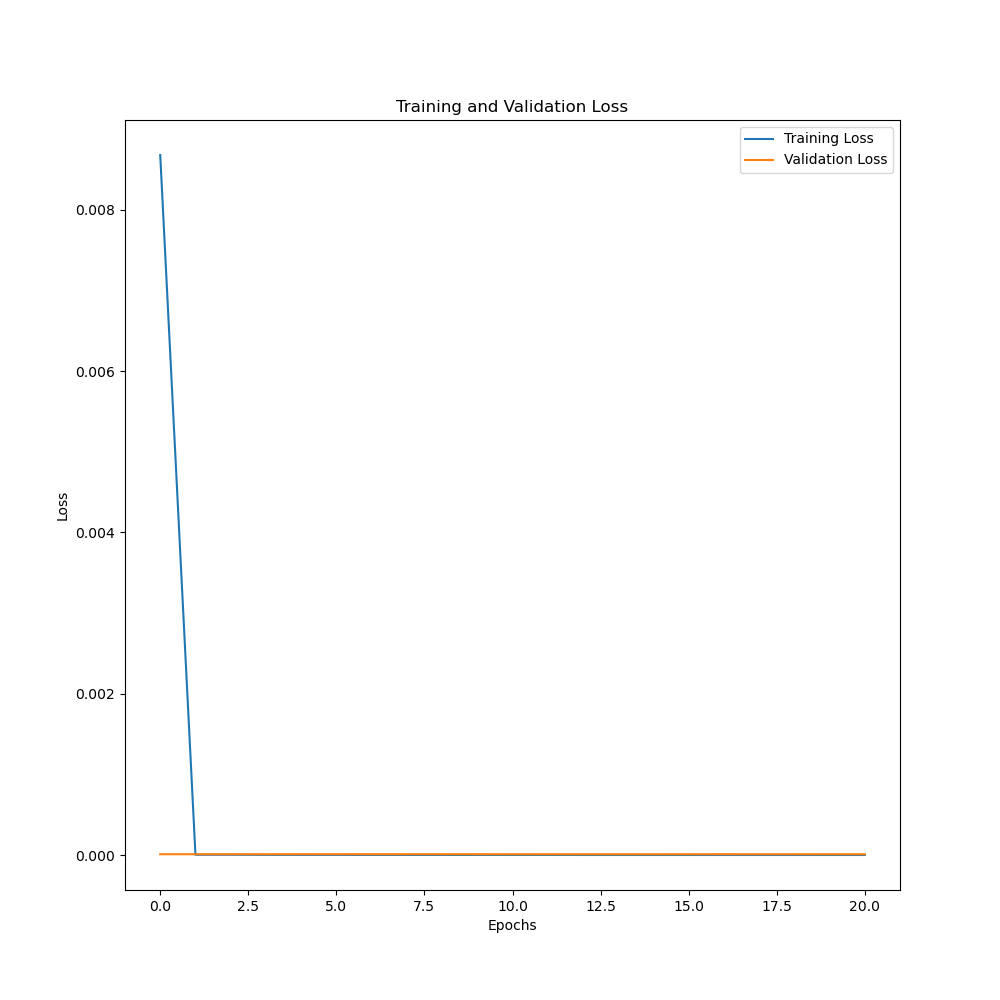 Training and Validation Loss
Training Loss
Validation Loss
0.008
0.006
0.004
0.002
0.000
Loss
0.0 2.5 5.0 7.5 10.0 12.5 15.0 17.5 20.0
Epochs